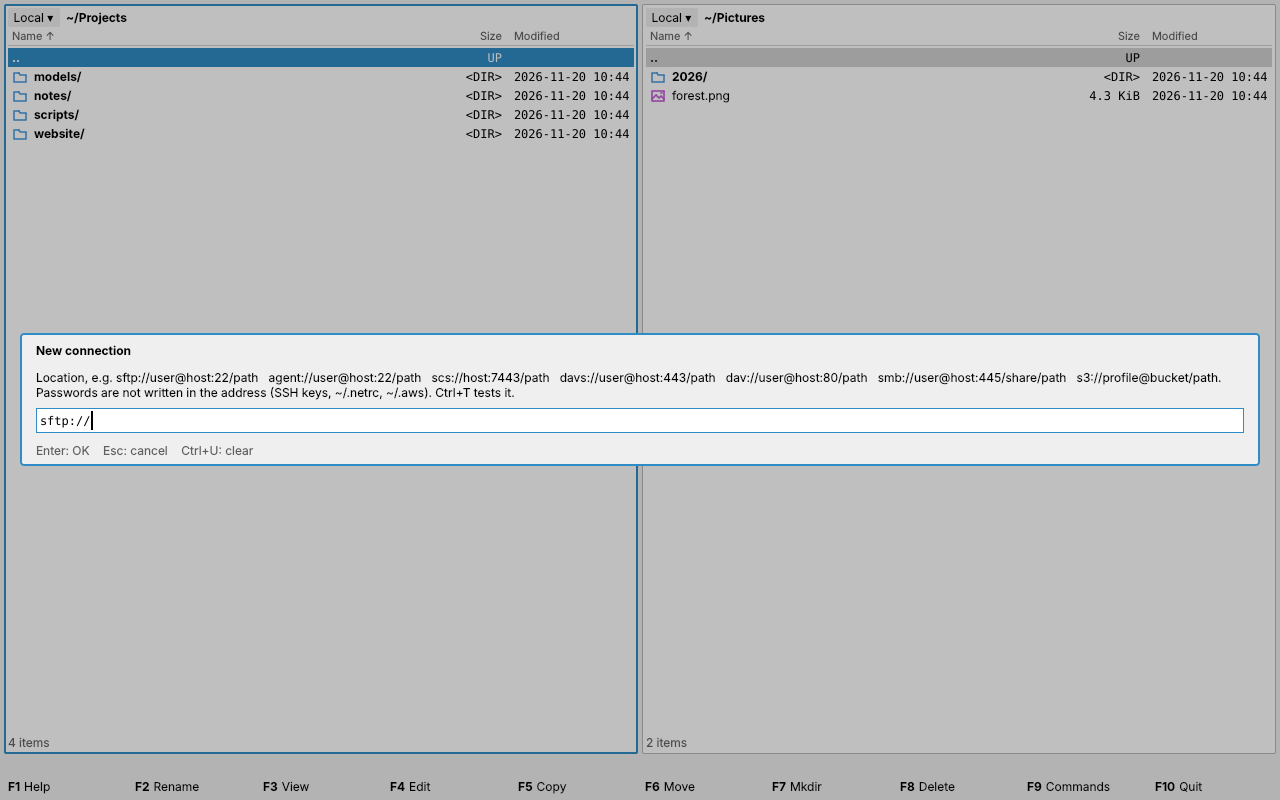 Local ▾ ~/Projects
Name ↑ Size Modified
.. UP
models/ <DIR> 2026-11-20 10:44
notes/ <DIR> 2026-11-20 10:44
scripts/ <DIR> 2026-11-20 10:44
website/ <DIR> 2026-11-20 10:44
4 items
Local ▾ ~/Pictures
Name ↑ Size Modified
.. UP
2026/ <DIR> 2026-11-20 10:44
forest.png 4.3 KiB 2026-11-20 10:44
2 items
New connection
Location, e.g. sftp://user@host:22/path agent://user@host:22/path scs://host:7443/path davs://user@host:443/path dav://user@host:80/path smb://user@host:445/share/path s3://profile@bucket/path.
Passwords are not written in the address (SSH keys, ~/.netrc, ~/.aws). Ctrl+T tests it.
sftp://
Enter: OK Esc: cancel Ctrl+U: clear
F1 Help F2 Rename F3 View F4 Edit F5 Copy F6 Move F7 Mkdir F8 Delete F9 Commands F10 Quit